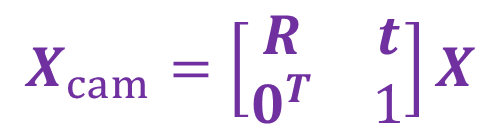 X_cam = [R t; 0^T 1] X